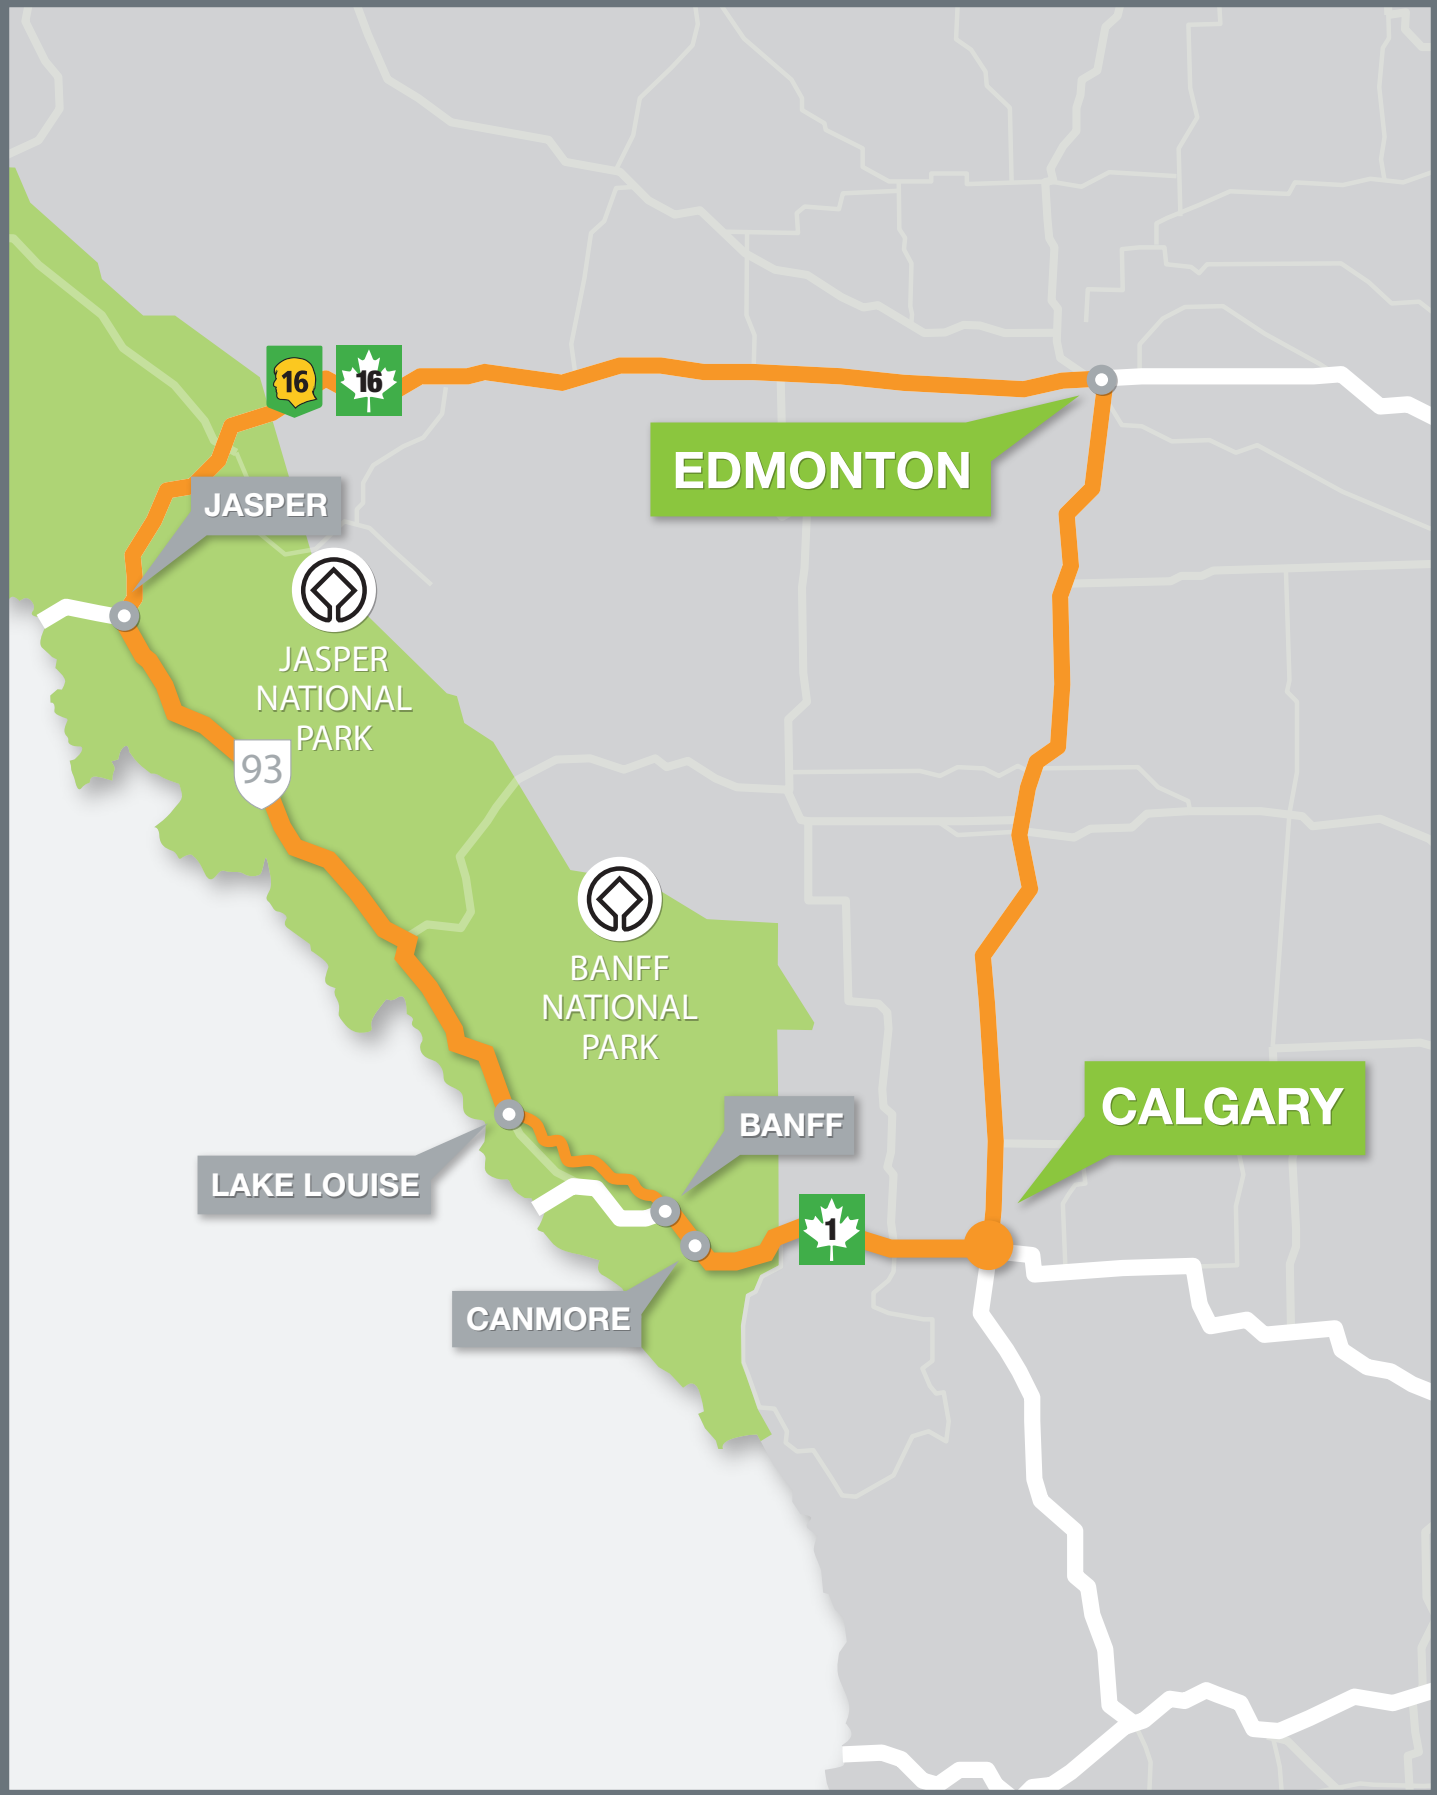 16
16
EDMONTON
JASPER
JASPER
NATIONAL
PARK
93
BANFF
NATIONAL
PARK
CALGARY
BANFF
LAKE LOUISE
1
CANMORE